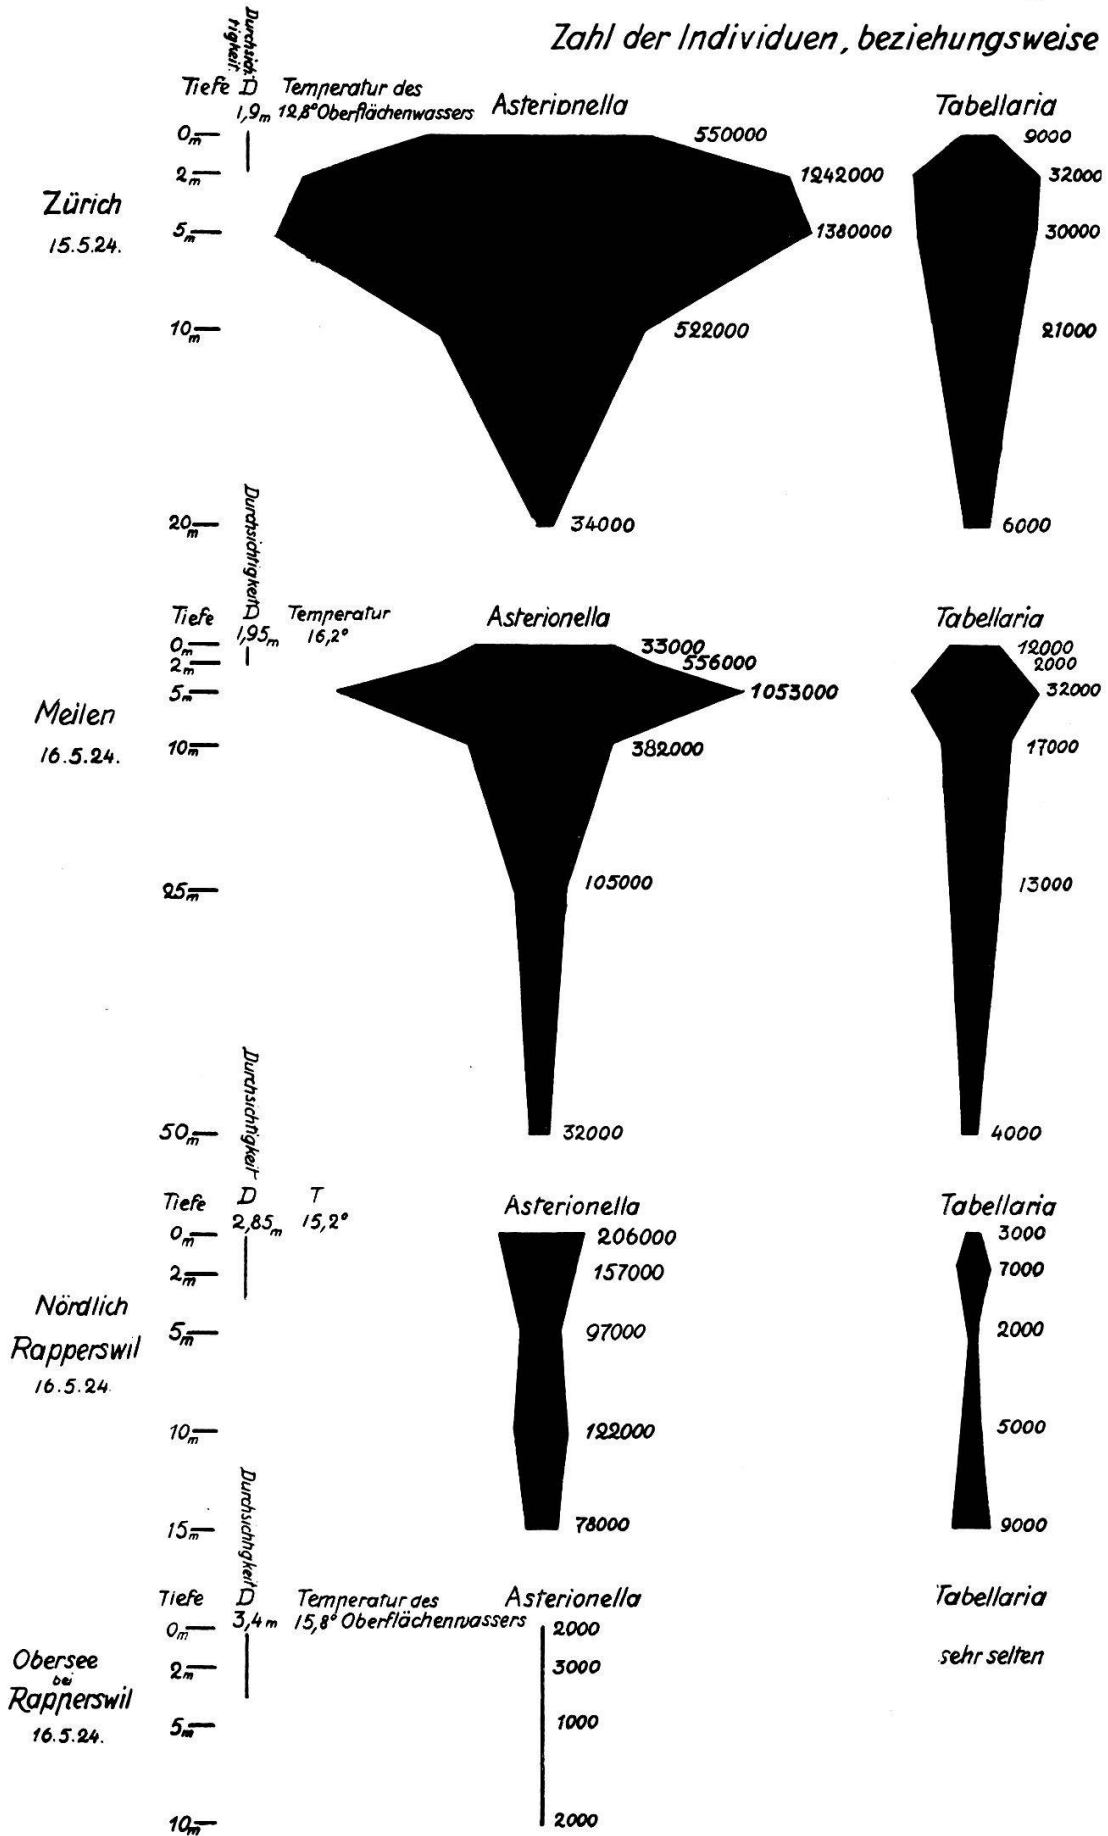 Zahl der Individuen, beziehungsweise
Durchsich-
tigkeit.
Tiefe D Temperatur des Asterionella Tabellaria
1,9m 12,8° Oberflächenwassers
0m 550000 9000
2m 1242000 32000
Zürich
5m 1380000 30000
15.5.24.
10m 522000 21000
20m 34000 6000
Durchsichtigkeit
Tiefe D Temperatur Asterionella Tabellaria
1,95m 16,2°
0m 33000 12000
2m 556000 2000
5m 1053000 32000
Meilen
16.5.24.
10m 382000 17000
25m 105000 13000
50m 32000 4000
Durchsichtigkeit
Tiefe D T Asterionella Tabellaria
2,85m 15,2°
0m 206000 3000
2m 157000 7000
Nördlich
5m 97000 2000
Rapperswil
16.5.24.
10m 122000 5000
15m 78000 9000
Durchsichtigkeit
Tiefe D Temperatur des Asterionella Tabellaria
3,4m 15,8° Oberflächenwassers
0m 2000
Obersee sehr selten
2m 3000
bei
Rapperswil
5m 1000
16.5.24.
10m 2000